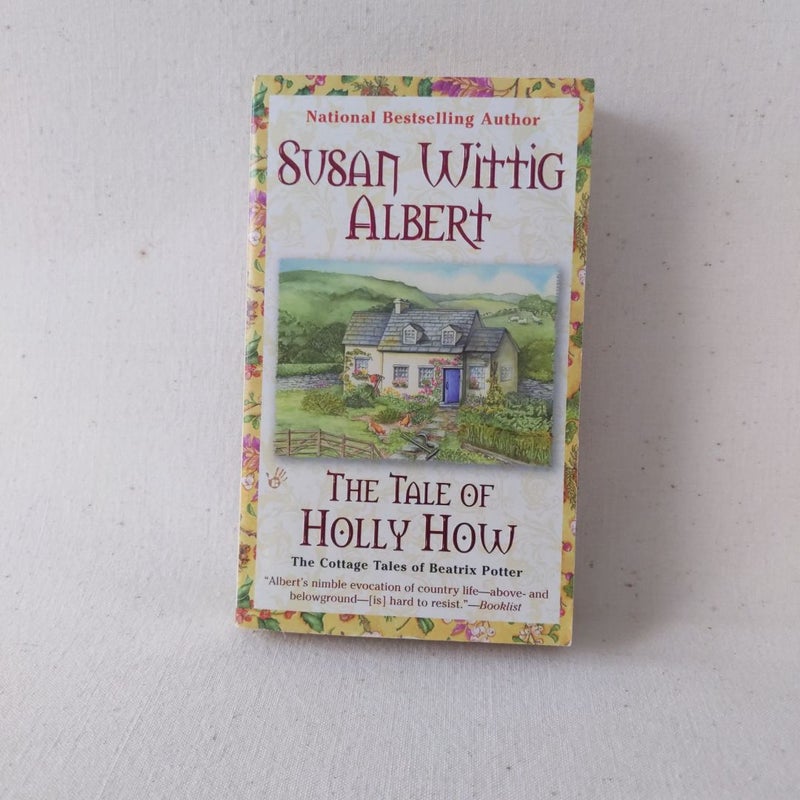 National Bestselling Author
SUSAN WITTIG
ALBERT
THE TALE OF
HOLLY HOW
The Cottage Tales of Beatrix Potter
“Albert’s nimble evocation of country life—above- and
belowground—[is] hard to resist.”—Booklist